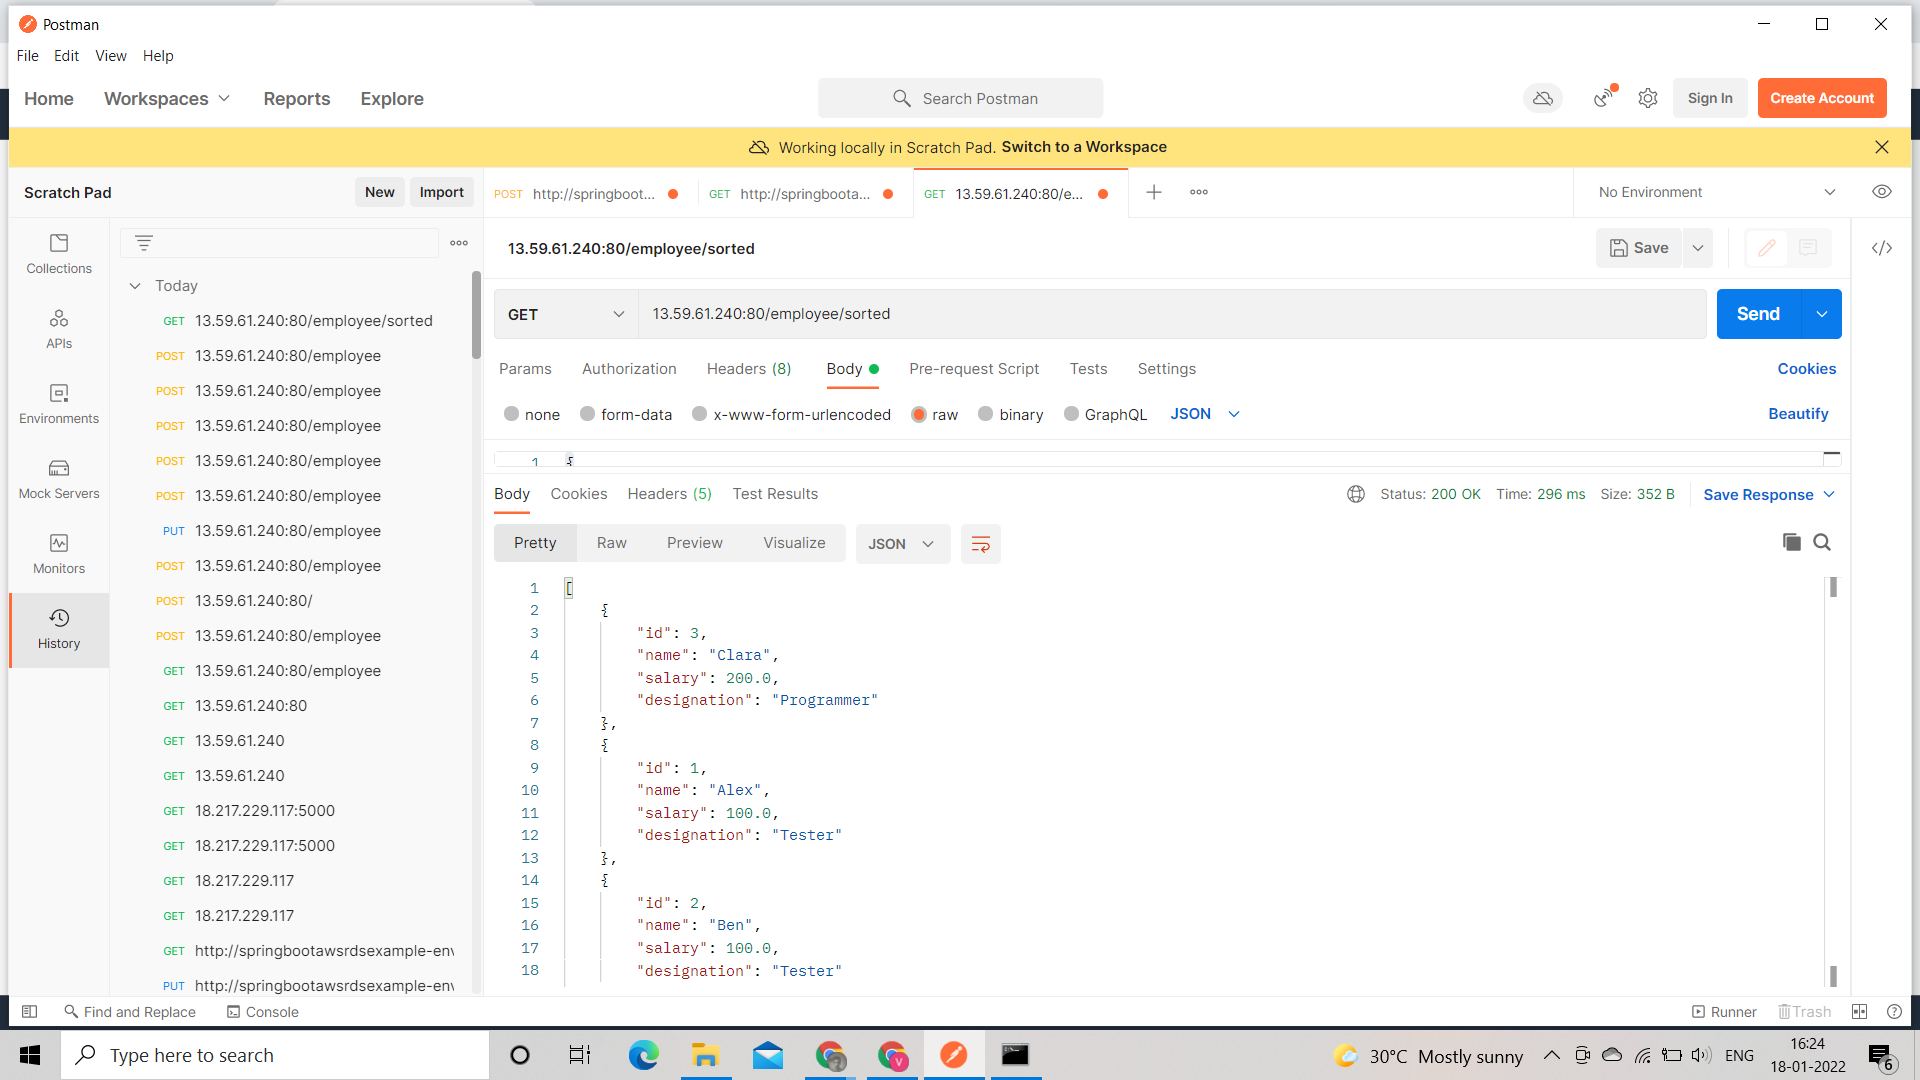 Postman
File Edit View Help
Home Workspaces Reports Explore Search Postman Sign In Create Account
Working locally in Scratch Pad. Switch to a Workspace
Scratch Pad New Import
POST http://springboot... GET http://springboota... GET 13.59.61.240:80/e... No Environment
Collections
APIs
Environments
Mock Servers
Monitors
History
Today
GET 13.59.61.240:80/employee/sorted
POST 13.59.61.240:80/employee
POST 13.59.61.240:80/employee
POST 13.59.61.240:80/employee
POST 13.59.61.240:80/employee
POST 13.59.61.240:80/employee
PUT 13.59.61.240:80/employee
POST 13.59.61.240:80/employee
POST 13.59.61.240:80/
POST 13.59.61.240:80/employee
GET 13.59.61.240:80/employee
GET 13.59.61.240:80
GET 13.59.61.240
GET 13.59.61.240
GET 18.217.229.117:5000
GET 18.217.229.117:5000
GET 18.217.229.117
GET 18.217.229.117
GET http://springbootawsrdsexample-env
PUT http://springbootawsrdsexample-env
13.59.61.240:80/employee/sorted Save
GET 13.59.61.240:80/employee/sorted Send
Params Authorization Headers (8) Body Pre-request Script Tests Settings Cookies
none form-data x-www-form-urlencoded raw binary GraphQL JSON Beautify
1 {
Body Cookies Headers (5) Test Results Status: 200 OK Time: 296 ms Size: 352 B Save Response
Pretty Raw Preview Visualize JSON
1 [
2 {
3 "id": 3,
4 "name": "Clara",
5 "salary": 200.0,
6 "designation": "Programmer"
7 },
8 {
9 "id": 1,
10 "name": "Alex",
11 "salary": 100.0,
12 "designation": "Tester"
13 },
14 {
15 "id": 2,
16 "name": "Ben",
17 "salary": 100.0,
18 "designation": "Tester"
Find and Replace Console Runner Trash
Type here to search 30°C Mostly sunny ENG 16:24
18-01-2022 6